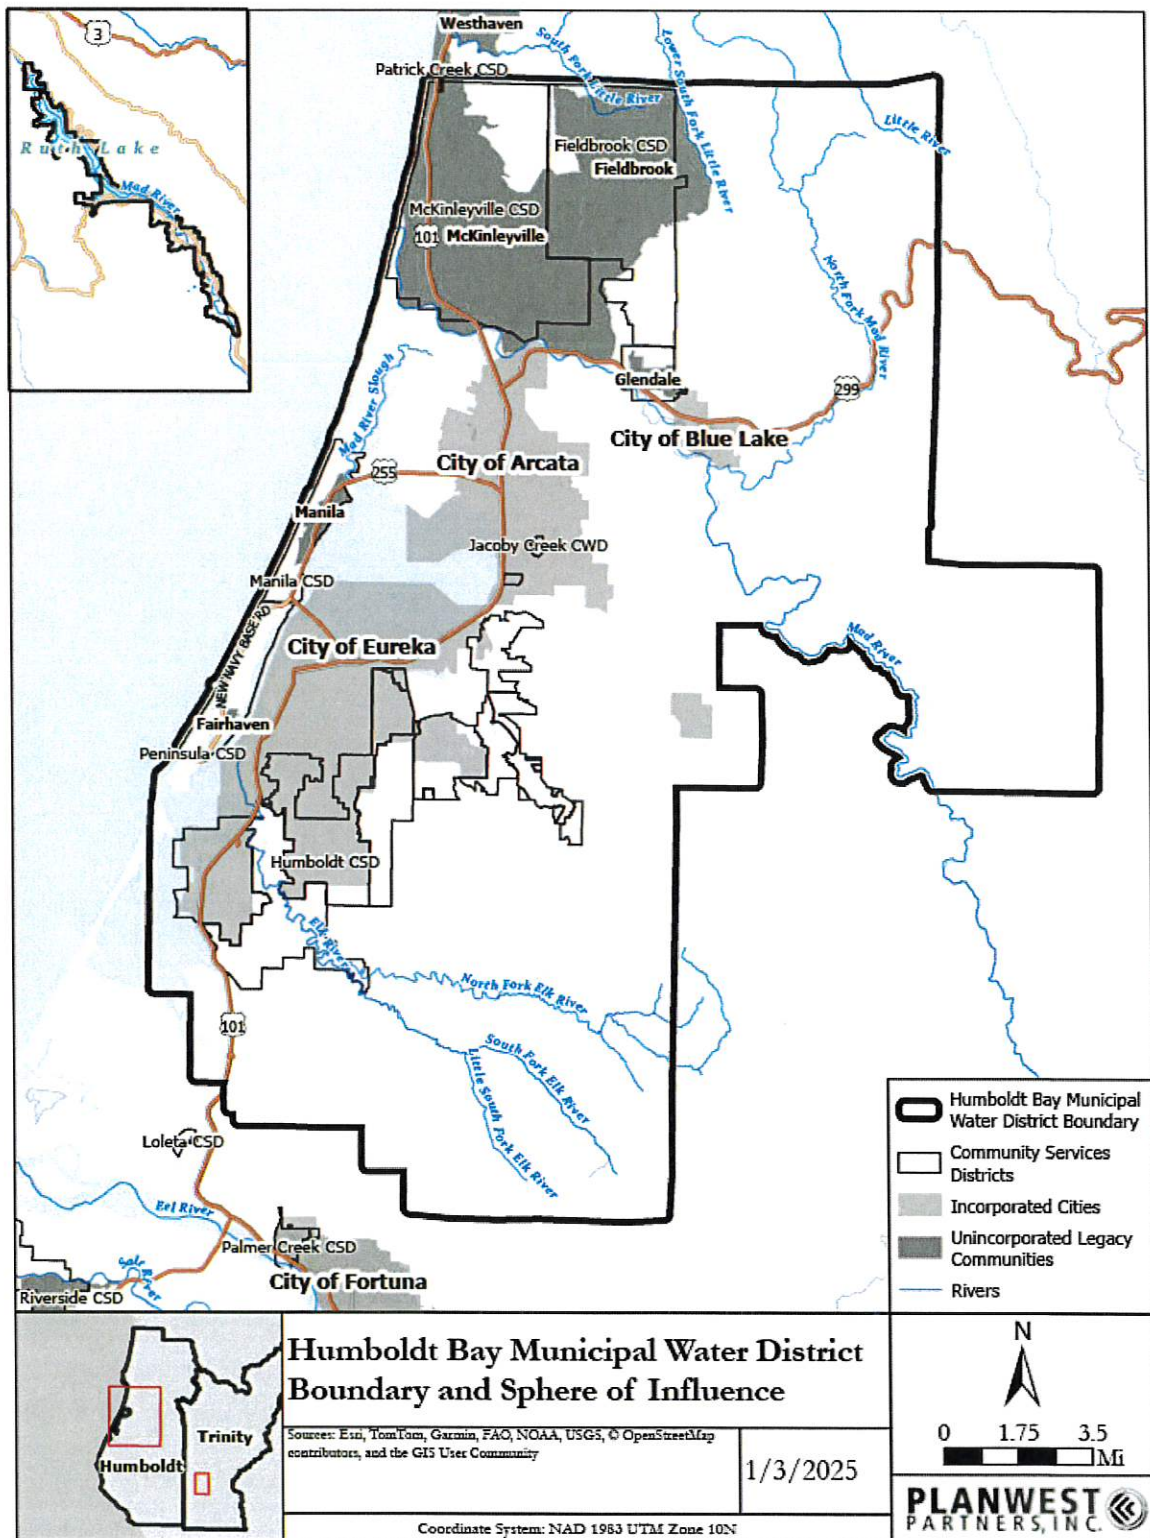 3
Ruth Lake
Mad River
Westhaven
Patrick Creek CSD
South Fork Little River
Lower South Fork Little River
Little River
Fieldbrook CSD
Fieldbrook
McKinleyville CSD
101
McKinleyville
North Fork Mad River
Mad River Slough
Glendale
299
City of Blue Lake
City of Arcata
255
Manila
Jacoby Creek CWD
Manila CSD
NEW NAVY BASE RD
City of Eureka
Mad River
Fairhaven
Peninsula CSD
Humboldt CSD
Elk River
North Fork Elk River
South Fork Elk River
Little South Fork Elk River
101
Loleta CSD
Eel River
Palmer Creek CSD
Salt River
City of Fortuna
Riverside CSD
Humboldt Bay Municipal
Water District Boundary
Community Services
Districts
Incorporated Cities
Unincorporated Legacy
Communities
Rivers
Trinity
Humboldt
Humboldt Bay Municipal Water District
Boundary and Sphere of Influence
Sources: Esri, TomTom, Garmin, FAO, NOAA, USGS, © OpenStreetMap
contributors, and the GIS User Community
1/3/2025
Coordinate System: NAD 1983 UTM Zone 10N
N
0 1.75 3.5
Mi
PLANWEST
PARTNERS, INC.